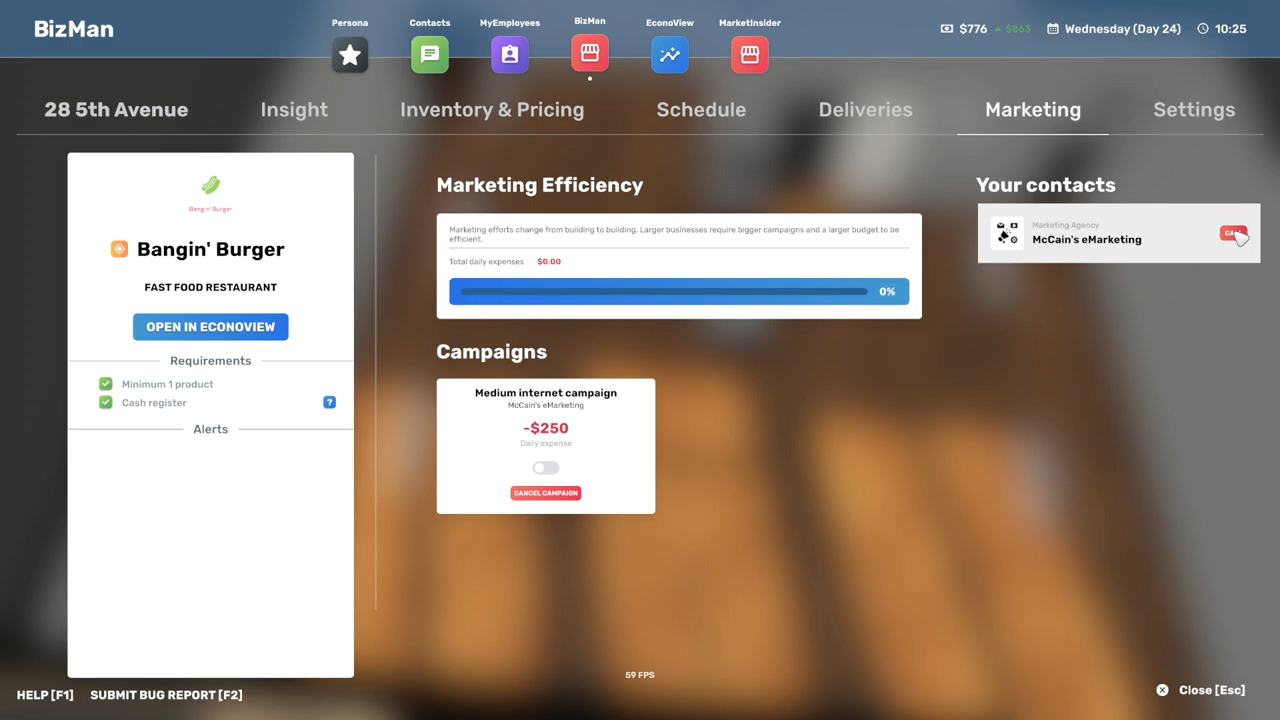 BizMan
Persona
Contacts
MyEmployees
BizMan
EconoView
MarketInsider
$776
$863
Wednesday (Day 24)
10:25
28 5th Avenue
Insight
Inventory & Pricing
Schedule
Deliveries
Marketing
Settings
Bangin' Burger
Bangin' Burger
FAST FOOD RESTAURANT
OPEN IN ECONOVIEW
Requirements
Minimum 1 product
Cash register
?
Alerts
Marketing Efficiency
Marketing efforts change from building to building. Larger businesses require bigger campaigns and a larger budget to be
efficient.
Total daily expenses $0.00
0%
Campaigns
Medium internet campaign
McCain's eMarketing
-$250
Daily expense
CANCEL CAMPAIGN
Your contacts
Marketing Agency
McCain's eMarketing
59 FPS
HELP [F1]
SUBMIT BUG REPORT [F2]
Close [Esc]